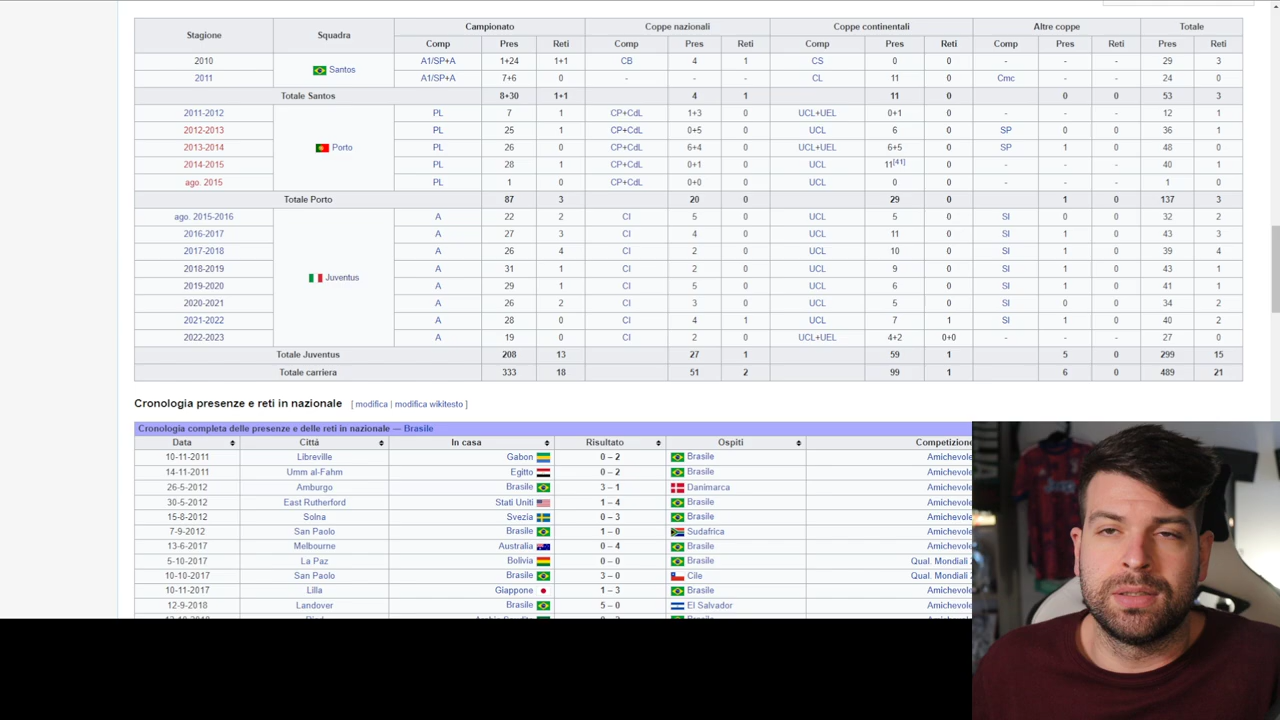 Stagione Squadra Campionato Coppe nazionali Coppe continentali Altre coppe Totale
Comp Pres Reti Comp Pres Reti Comp Pres Reti Comp Pres Reti Pres Reti
2010 Santos A1/SP+A 1+24 1+1 CB 4 1 CS 0 0 - - - 29 3
2011 A1/SP+A 7+6 0 - - - CL 11 0 Cmc 24 0
Totale Santos 8+30 1+1 4 1 11 0 0 0 53 3
2011-2012 Porto PL 7 1 CP+CdL 1+3 0 UCL+UEL 0+1 0 - - - 12 1
2012-2013 PL 25 1 CP+CdL 0+5 0 UCL 6 0 SP 0 0 36 1
2013-2014 PL 26 0 CP+CdL 6+4 0 UCL+UEL 6+5 0 SP 1 0 48 0
2014-2015 PL 28 1 CP+CdL 0+1 0 UCL 11[41] 0 - - - 40 1
ago. 2015 PL 1 0 CP+CdL 0+0 0 UCL 0 0 - - - 1 0
Totale Porto 87 3 20 0 29 0 1 0 137 3
ago. 2015-2016 Juventus A 22 2 CI 5 0 UCL 5 0 SI 0 0 32 2
2016-2017 A 27 3 CI 4 0 UCL 11 0 SI 1 0 43 3
2017-2018 A 26 4 CI 2 0 UCL 10 0 SI 1 0 39 4
2018-2019 A 31 1 CI 2 0 UCL 9 0 SI 1 0 43 1
2019-2020 A 29 1 CI 5 0 UCL 6 0 SI 1 0 41 1
2020-2021 A 26 2 CI 3 0 UCL 5 0 SI 0 0 34 2
2021-2022 A 28 0 CI 4 1 UCL 7 1 SI 1 0 40 2
2022-2023 A 19 0 CI 2 0 UCL+UEL 4+2 0+0 - - - 27 0
Totale Juventus 208 13 27 1 59 1 5 0 299 15
Totale carriera 333 18 51 2 99 1 6 0 489 21
Cronologia presenze e reti in nazionale [ modifica | modifica wikitesto ]
Cronologia completa delle presenze e delle reti in nazionale — Brasile
Data Città In casa Risultato Ospiti Competizione
10-11-2011 Libreville Gabon 0 – 2 Brasile Amichevole
14-11-2011 Umm al-Fahm Egitto 0 – 2 Brasile Amichevole
26-5-2012 Amburgo Brasile 3 – 1 Danimarca Amichevole
30-5-2012 East Rutherford Stati Uniti 1 – 4 Brasile Amichevole
15-8-2012 Solna Svezia 0 – 3 Brasile Amichevole
7-9-2012 San Paolo Brasile 1 – 0 Sudafrica Amichevole
13-6-2017 Melbourne Australia 0 – 4 Brasile Amichevole
5-10-2017 La Paz Bolivia 0 – 0 Brasile Qual. Mondiali
10-10-2017 San Paolo Brasile 3 – 0 Cile Qual. Mondiali
10-11-2017 Lilla Giappone 1 – 3 Brasile Amichevole
12-9-2018 Landover Brasile 5 – 0 El Salvador Amichevole